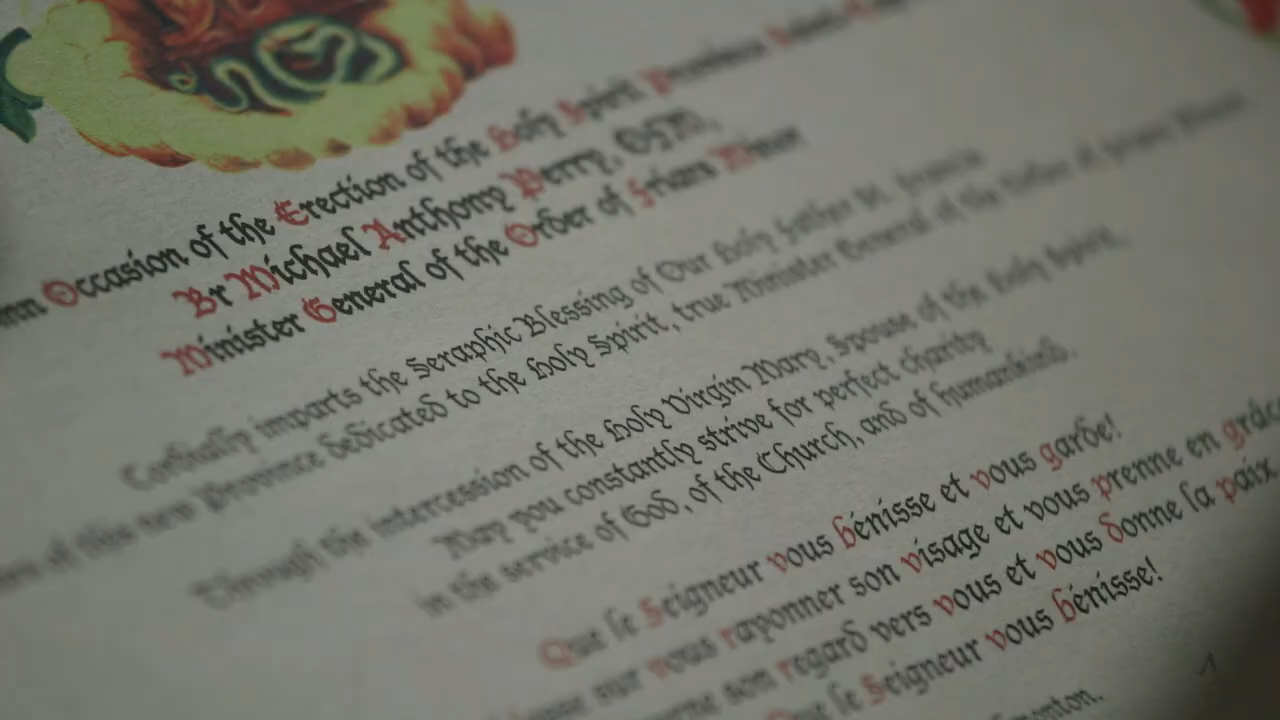 Occasion of the Erection of the Holy Spirit Province
Br Michael Anthony Perry, OFM,
Minister General of the Order of Friars Minor
Cordially imparts the Seraphic Blessing of Our Holy Father St. Francis
of this new Province dedicated to the Holy Spirit, true Minister General of the Order
Through the intercession of the Holy Virgin Mary, Spouse of the Holy Spirit,
May you constantly strive for perfect charity
in the service of God, of the Church, and of humankind.
Que le Seigneur vous bénisse et vous garde!
sur vous rayonner son visage et vous prenne en grâce
son regard vers vous et vous donne la paix.
Que le Seigneur vous bénisse!